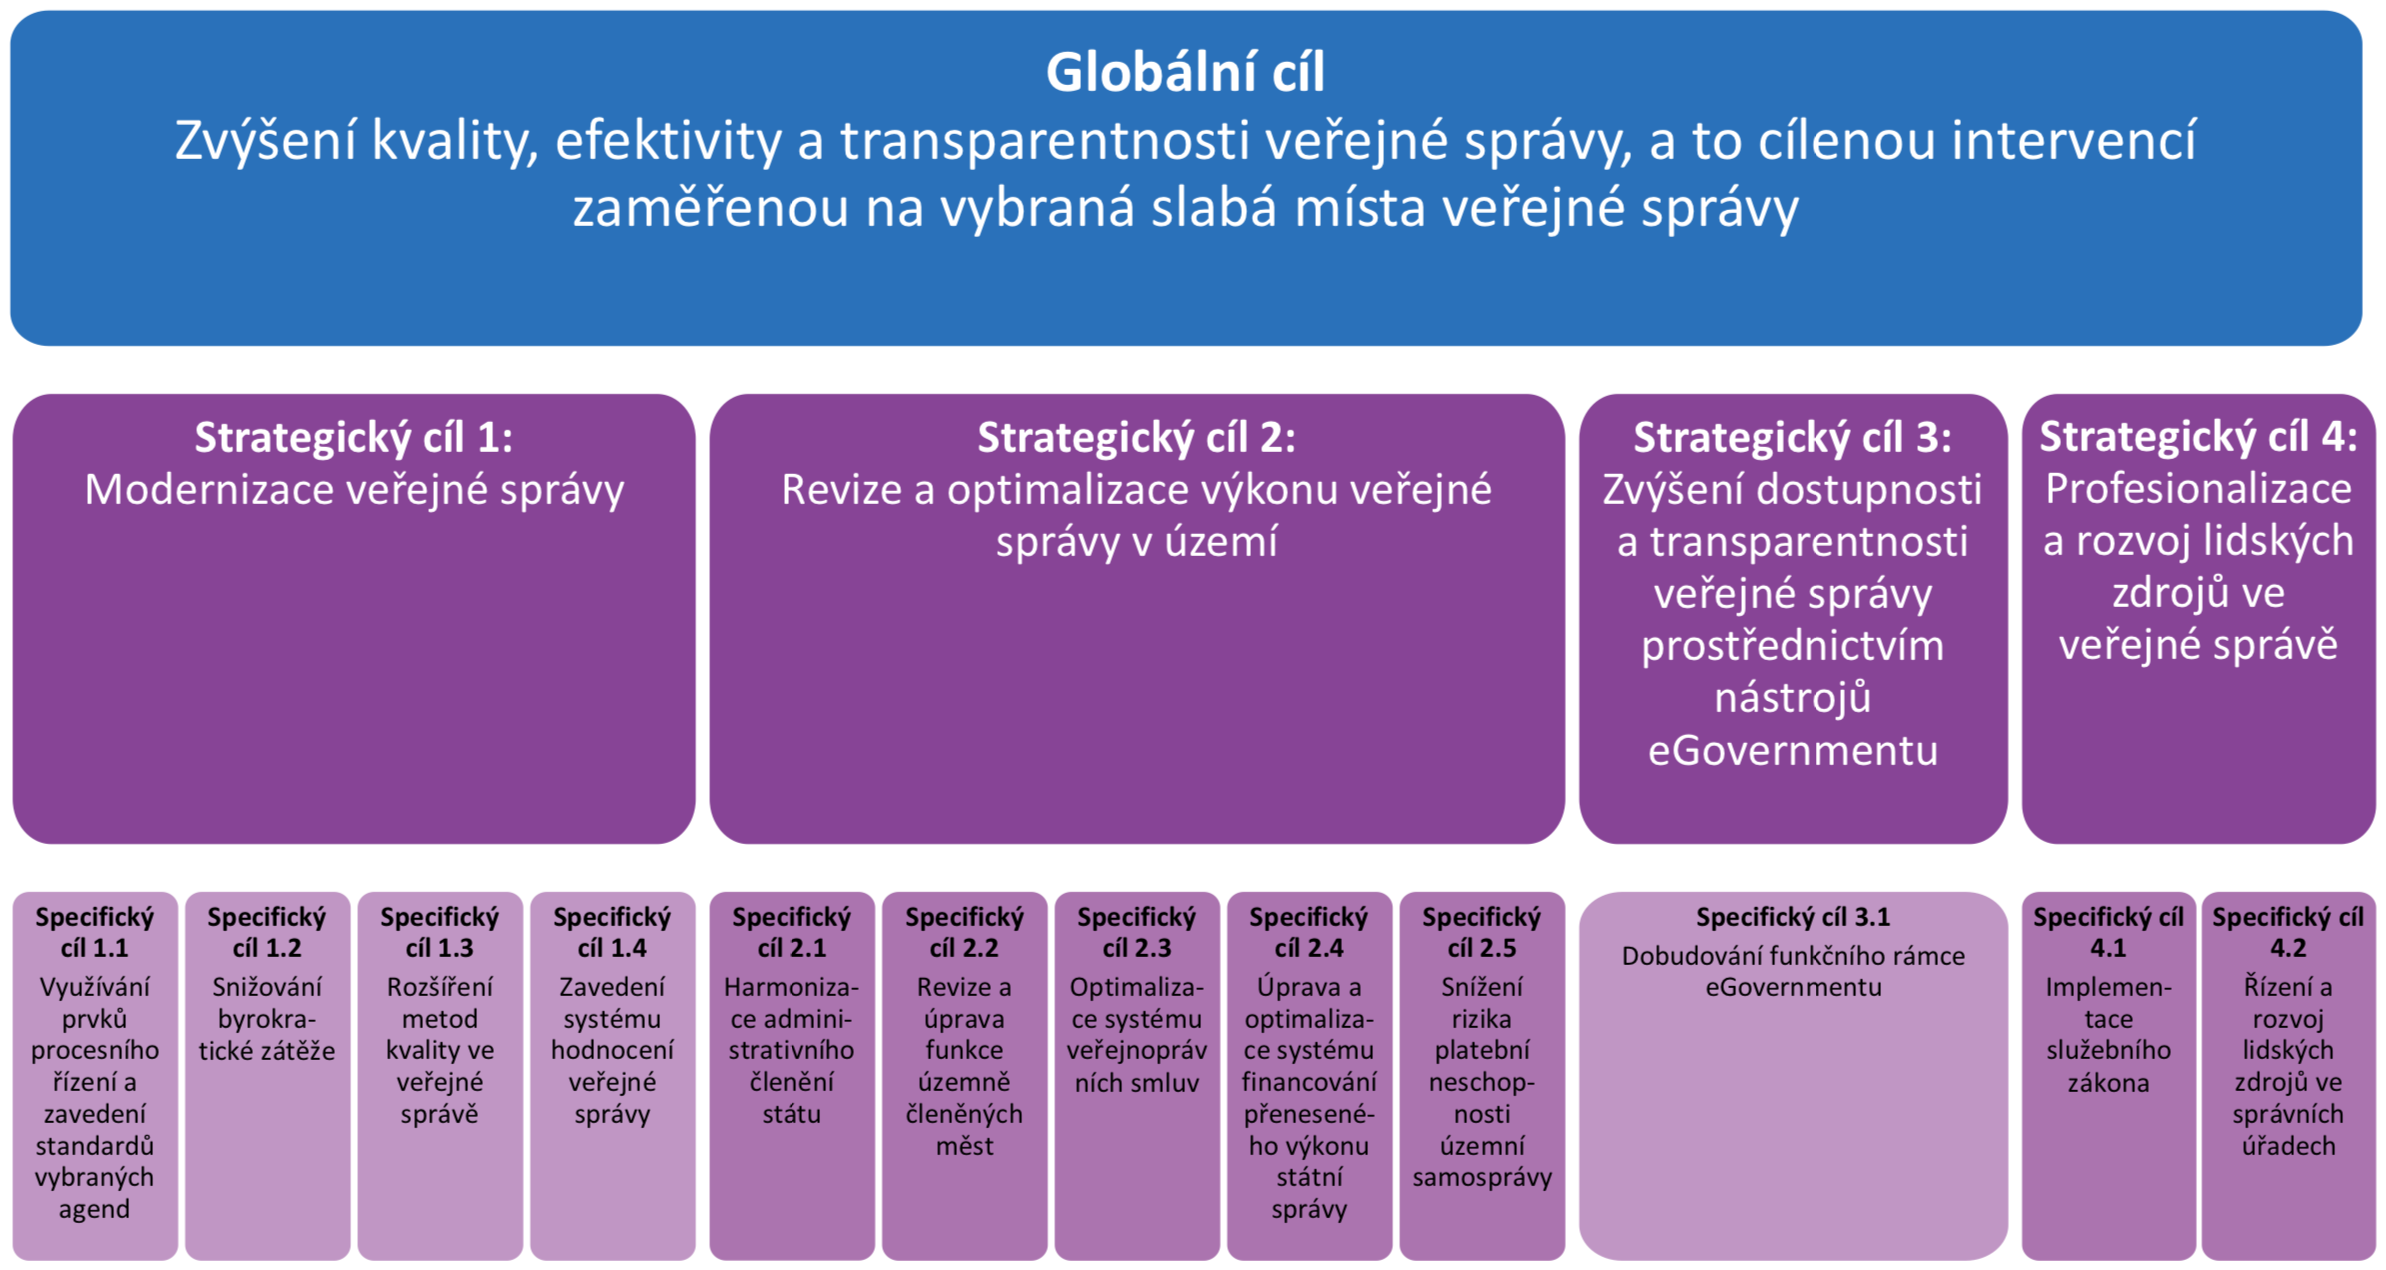 Globální cíl
Zvýšení kvality, efektivity a transparentnosti veřejné správy, a to cílenou intervencí
zaměřenou na vybraná slabá místa veřejné správy
Strategický cíl 1:
Modernizace veřejné správy
Strategický cíl 2:
Revize a optimalizace výkonu veřejné
správy v území
Strategický cíl 3:
Zvýšení dostupnosti
a transparentnosti
veřejné správy
prostřednictvím
nástrojů
eGovernmentu
Strategický cíl 4:
Profesionalizace
a rozvoj lidských
zdrojů ve
veřejné správě
Specifický
cíl 1.1
Využívání
prvků
procesního
řízení a
zavedení
standardů
vybraných
agend
Specifický
cíl 1.2
Snižování
byrokra-
tické zátěže
Specifický
cíl 1.3
Rozšíření
metod
kvality ve
veřejné
správě
Specifický
cíl 1.4
Zavedení
systému
hodnocení
veřejné
správy
Specifický
cíl 2.1
Harmoniza-
ce admini-
strativního
členění
státu
Specifický
cíl 2.2
Revize a
úprava
funkce
územně
členěných
měst
Specifický
cíl 2.3
Optimaliza-
ce systému
veřejnopráv
ních smluv
Specifický
cíl 2.4
Úprava a
optimaliza-
ce systému
financování
přenesené-
ho výkonu
státní
správy
Specifický
cíl 2.5
Snížení
rizika
platební
neschop-
nosti
územní
samosprávy
Specifický cíl 3.1
Dobudování funkčního rámce
eGovernmentu
Specifický cíl
4.1
Implemen-
tace
služebního
zákona
Specifický cíl
4.2
Řízení a
rozvoj
lidských
zdrojů ve
správních
úřadech